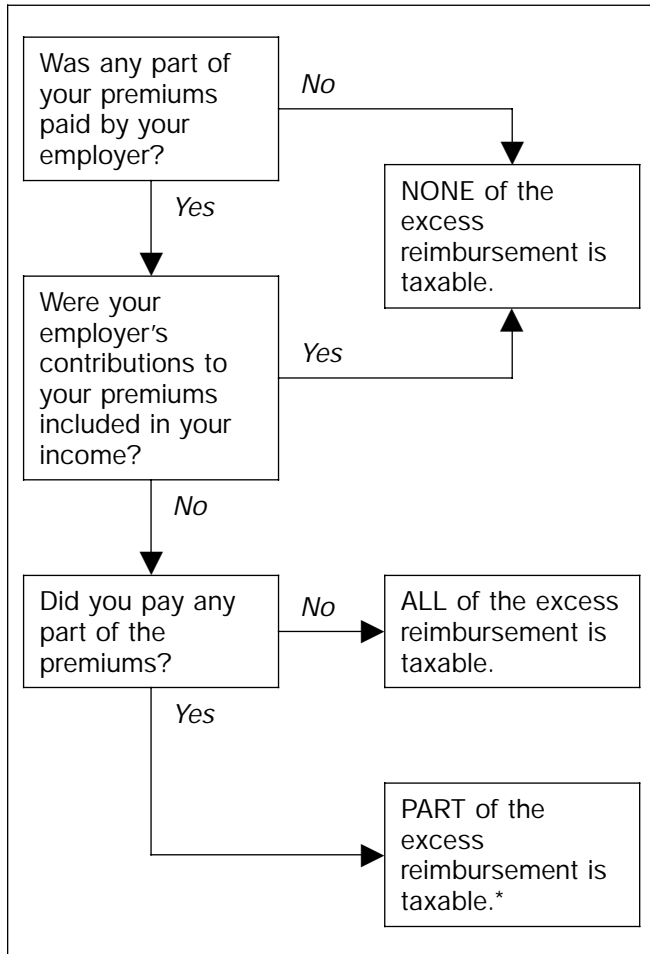 Was any part of
your premiums
paid by your
employer?
No
Yes
NONE of the
excess
reimbursement is
taxable.
Were your
employer's
contributions to
your premiums
included in your
income?
Yes
No
Did you pay any
part of the
premiums?
No
ALL of the excess
reimbursement is
taxable.
Yes
PART of the
excess
reimbursement is
taxable.*